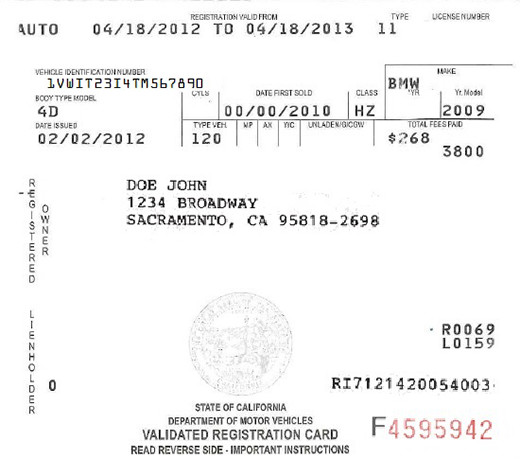 REGISTRATION VALID FROM TYPE LICENSE NUMBER
AUTO 04/18/2012 TO 04/18/2013 11
VEHICLE IDENTIFICATION NUMBER MAKE
1VWIT23I4TM567890 BMW
BODY TYPE MODEL CYLS DATE FIRST SOLD CLASS YR. Yr. Model
4D 00/00/2010 HZ 2009
DATE ISSUED TYPE VEH. MP AX WC UNLADEN/G/CGW TOTAL FEES PAID
02/02/2012 120 $268
3800
REGISTERED OWNER
DOE JOHN
1234 BROADWAY
SACRAMENTO, CA 95818-2698
R0069
L0159
LIENHOLDER
0 RI7121420054003
STATE OF CALIFORNIA
DEPARTMENT OF MOTOR VEHICLES
VALIDATED REGISTRATION CARD F4595942
READ REVERSE SIDE - IMPORTANT INSTRUCTIONS